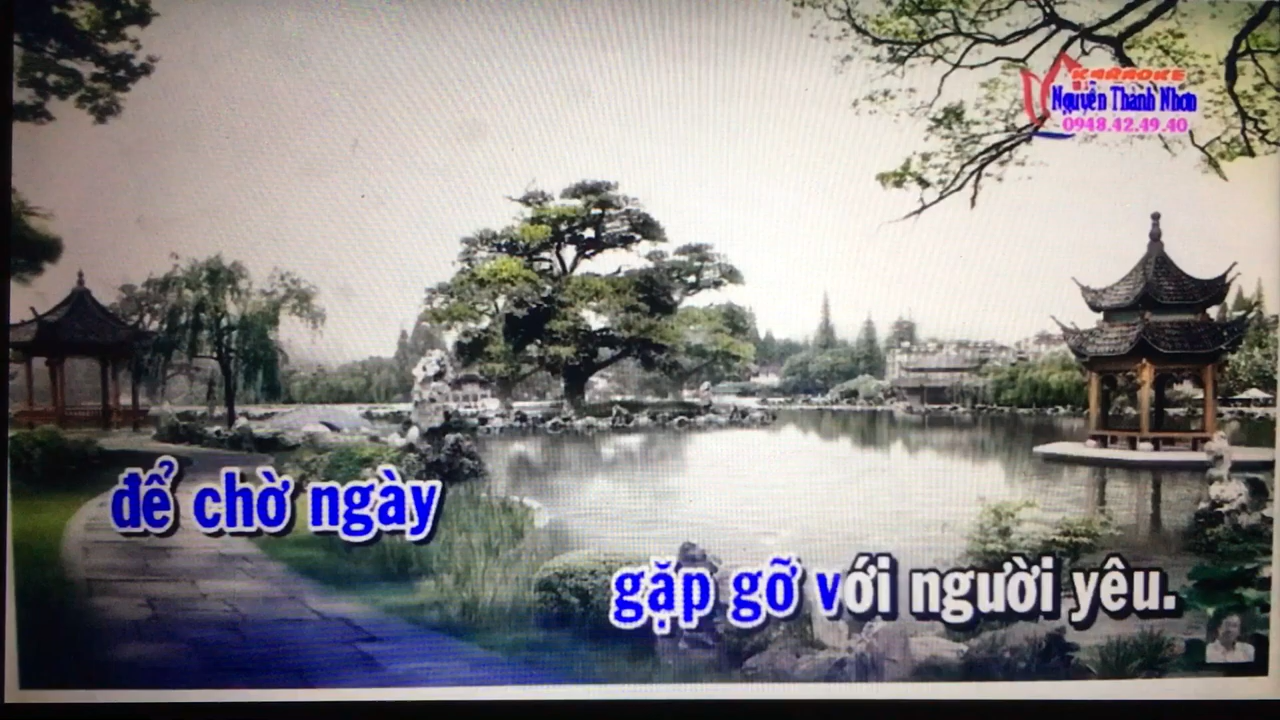 KARAOKE
Nguyễn Thành Nhơn
0948.42.49.40
để chờ ngày
gặp gỡ với người yêu.